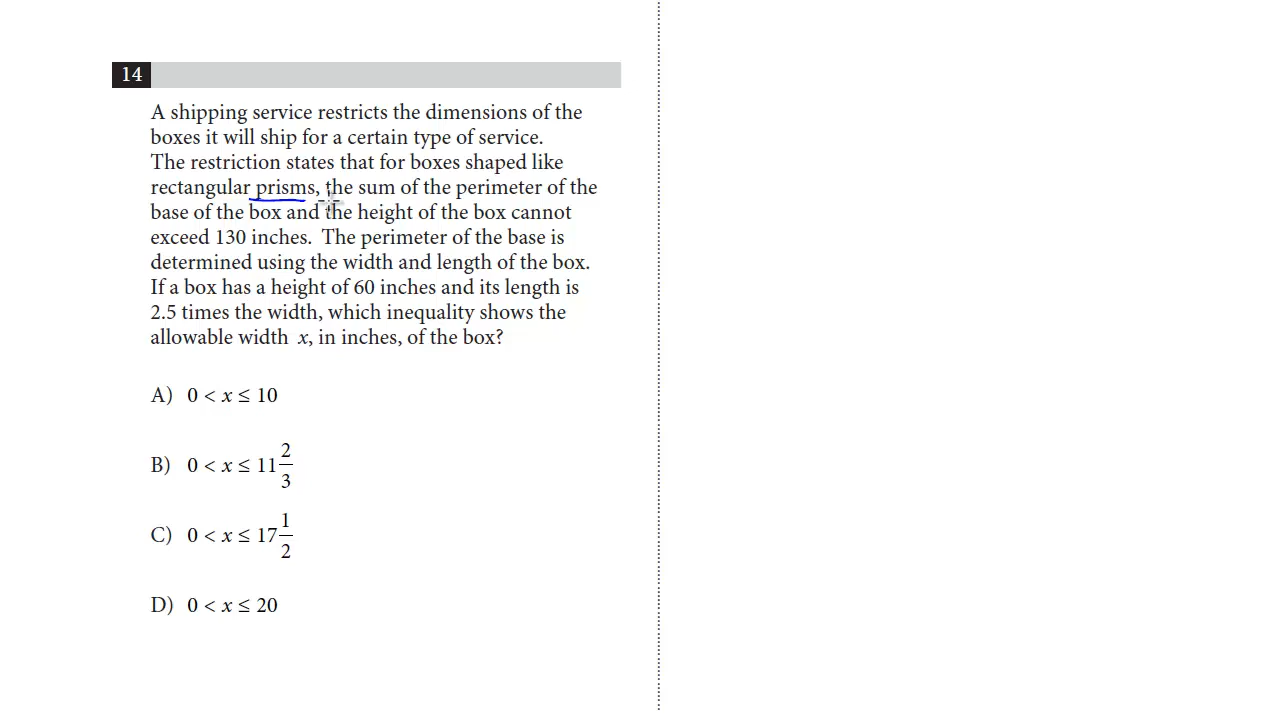 14
A shipping service restricts the dimensions of the
boxes it will ship for a certain type of service.
The restriction states that for boxes shaped like
rectangular prisms, the sum of the perimeter of the
base of the box and the height of the box cannot
exceed 130 inches. The perimeter of the base is
determined using the width and length of the box.
If a box has a height of 60 inches and its length is
2.5 times the width, which inequality shows the
allowable width x, in inches, of the box?
A) 0 < x ≤ 10
B) 0 < x ≤ 11 2/3
C) 0 < x ≤ 17 1/2
D) 0 < x ≤ 20